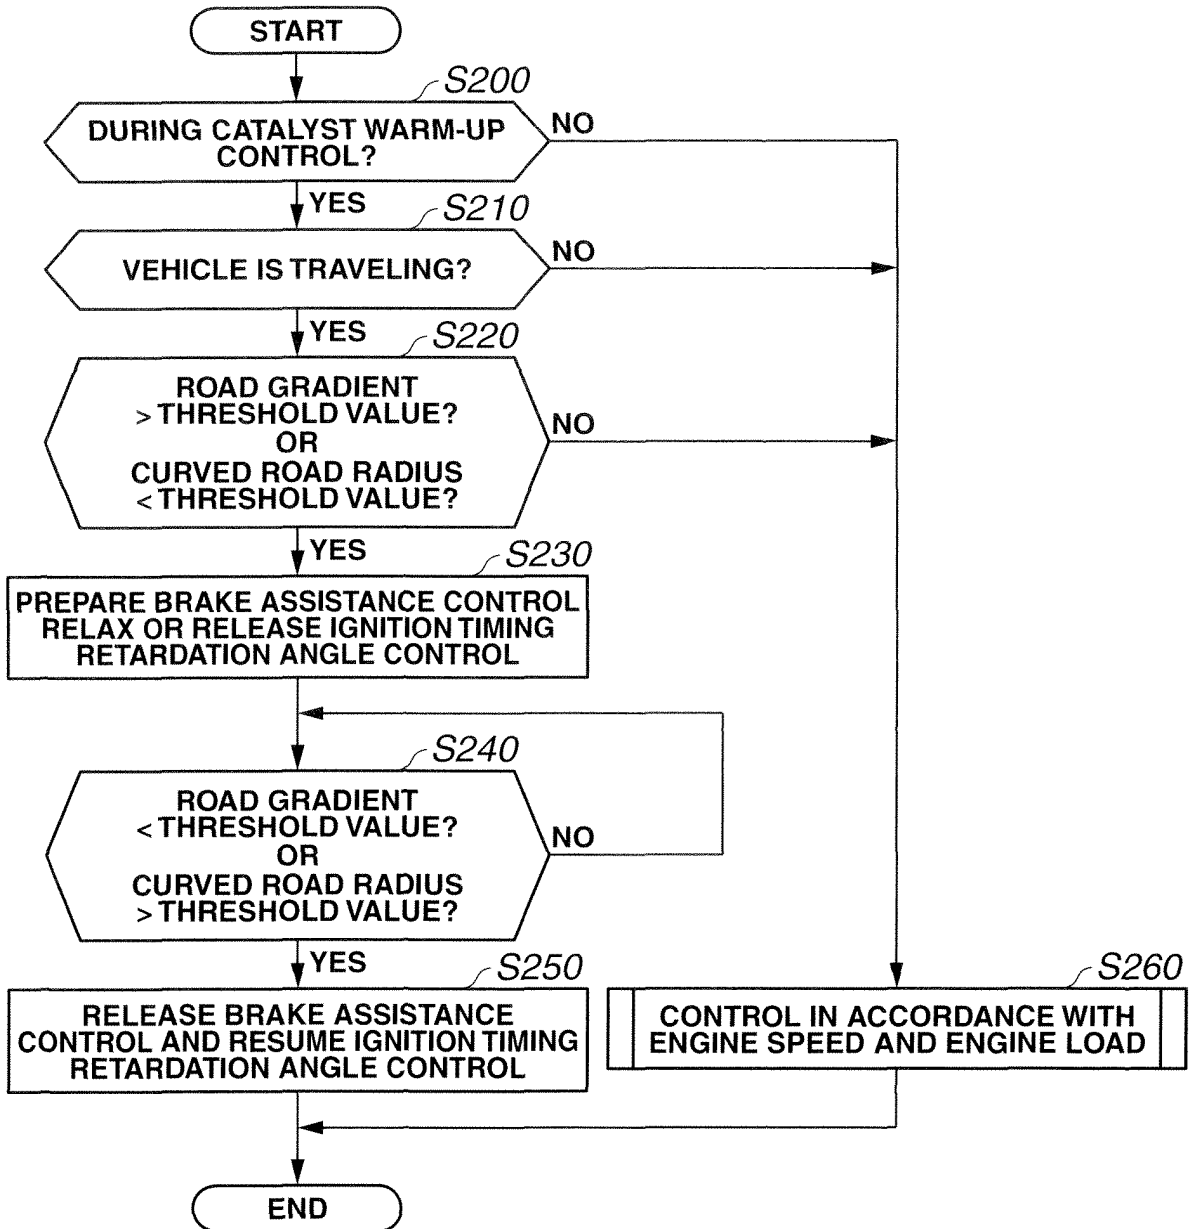 START
S200
DURING CATALYST WARM-UP
CONTROL?
NO
YES
S210
VEHICLE IS TRAVELING?
NO
YES
S220
ROAD GRADIENT
> THRESHOLD VALUE?
OR
CURVED ROAD RADIUS
< THRESHOLD VALUE?
NO
YES
S230
PREPARE BRAKE ASSISTANCE CONTROL
RELAX OR RELEASE IGNITION TIMING
RETARDATION ANGLE CONTROL
S240
ROAD GRADIENT
< THRESHOLD VALUE?
OR
CURVED ROAD RADIUS
> THRESHOLD VALUE?
NO
YES
S250
RELEASE BRAKE ASSISTANCE
CONTROL AND RESUME IGNITION TIMING
RETARDATION ANGLE CONTROL
S260
CONTROL IN ACCORDANCE WITH
ENGINE SPEED AND ENGINE LOAD
END